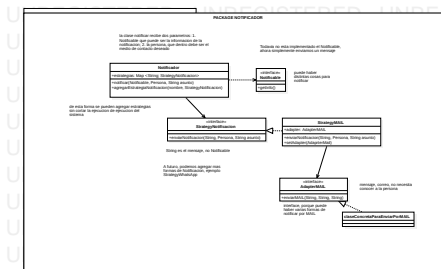 PACKAGE NOTIFICADOR
la clase notificar recibe dos parametros. 1.
Notificable que puede ser la informacion de la
notificacion; 2. la persona, que dentro debe ser el
medio de contacto deseado.
Todavia no esta implementado el Notificable,
ahora simplemente enviamos un mensaje
Notificador
+estrategias: Map <String, StrategyNotificacion>
+notificar(Notificable, Persona, String asunto)
+agregarEstrategiaNotificacion(nombre, StrategyNotificacion)
<interface>
Notificable
+getInfo()
puede haber
distintas cosas para
notificar
de esta forma se pueden agregar estrategias
sin cortar la ejecucion de ejecucion del
sistema
<interface>
StrategyNotificacion
+enviarNotificacion(String, Persona, String asunto)
StrategyMAIL
+adapter: AdapterMAIL
+enviarNotificacion(String, Persona, String asunto)
+setAdapter(AdapterMail)
String es el mensaje, no Notificable
A futuro, podemos agregar mas
formas de Notificacion, ejemplo
StrategyWhatsApp
<interface>
AdapterMAIL
+enviarMAIL(String, String, String)
mensaje, correo, no necesita
conocer a la persona
interface, porque puede
haber varias formas de
notificar por MAIL
claseConcretaParaEnviarPorMAIL